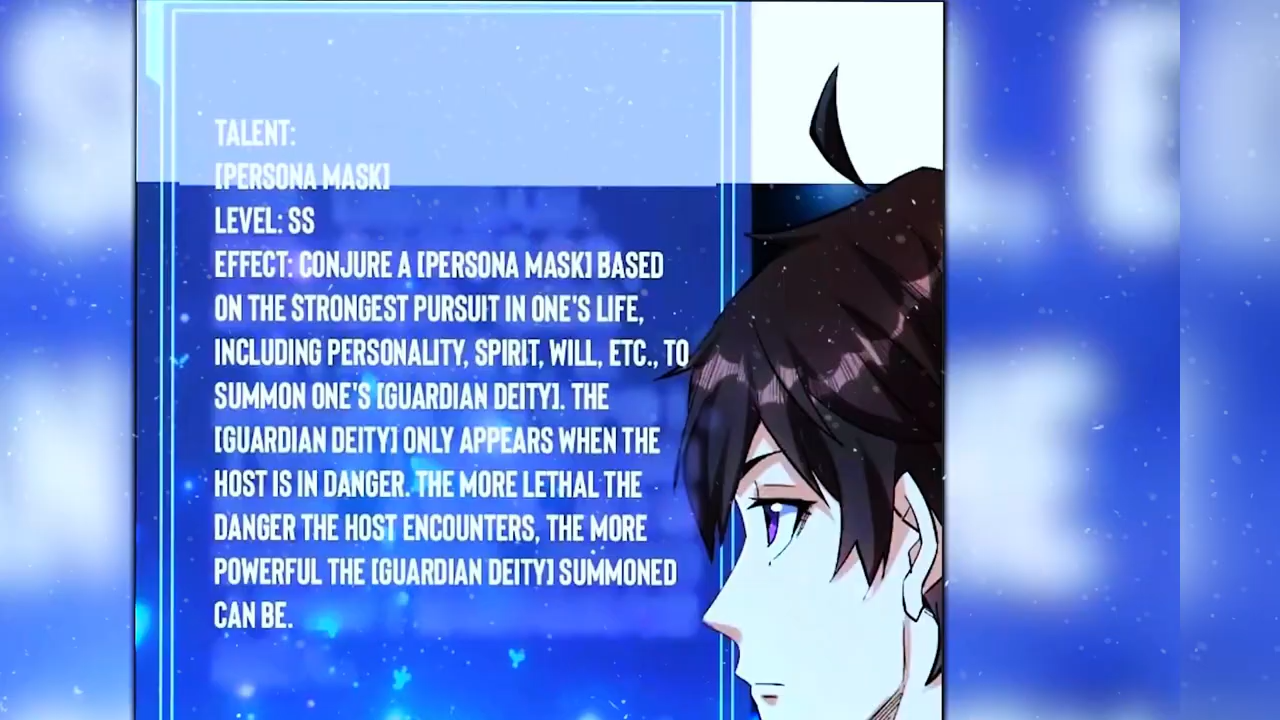 TALENT:
[PERSONA MASK]
LEVEL: SS
EFFECT: CONJURE A [PERSONA MASK] BASED
ON THE STRONGEST PURSUIT IN ONE'S LIFE,
INCLUDING PERSONALITY, SPIRIT, WILL, ETC., TO
SUMMON ONE'S [GUARDIAN DEITY]. THE
[GUARDIAN DEITY] ONLY APPEARS WHEN THE
HOST IS IN DANGER. THE MORE LETHAL THE
DANGER THE HOST ENCOUNTERS, THE MORE
POWERFUL THE [GUARDIAN DEITY] SUMMONED
CAN BE.